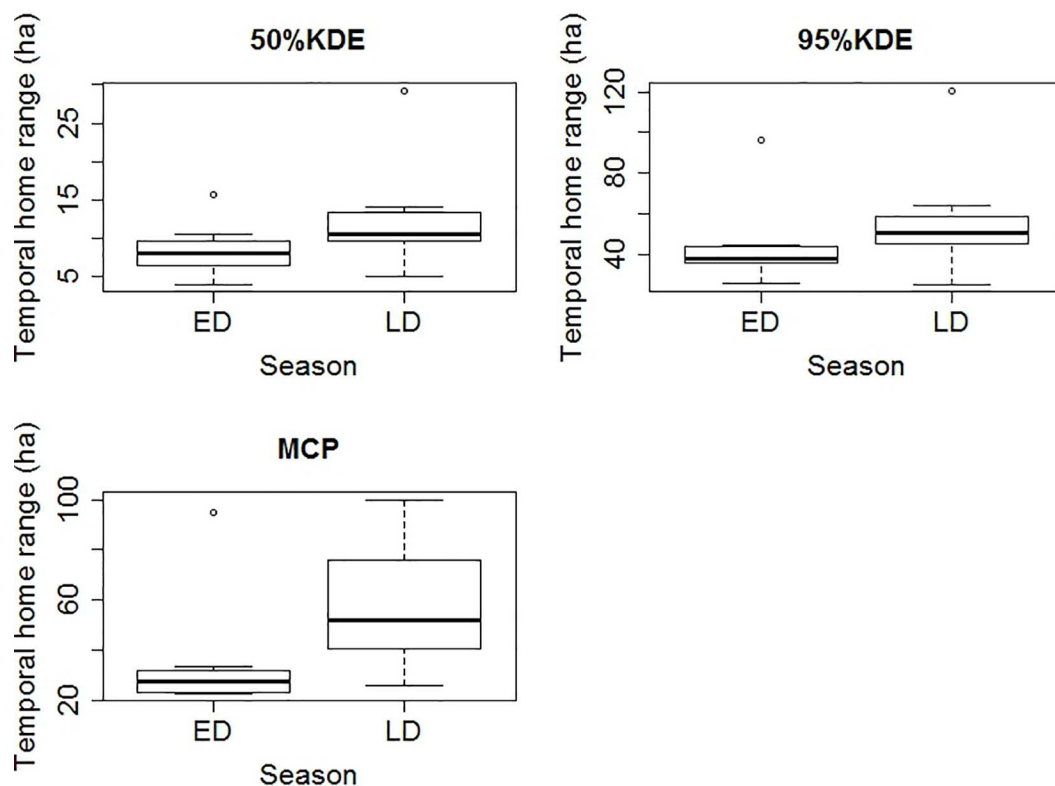 50%KDE
Temporal home range (ha)
25
15
5
ED
LD
Season
95%KDE
Temporal home range (ha)
120
80
40
ED
LD
Season
MCP
Temporal home range (ha)
100
60
20
ED
LD
Season